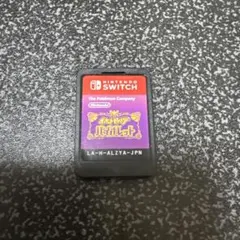 NINTENDO
SWITCH
The Pokémon Company
Nintendo
LA-H-ALZYA-JPN